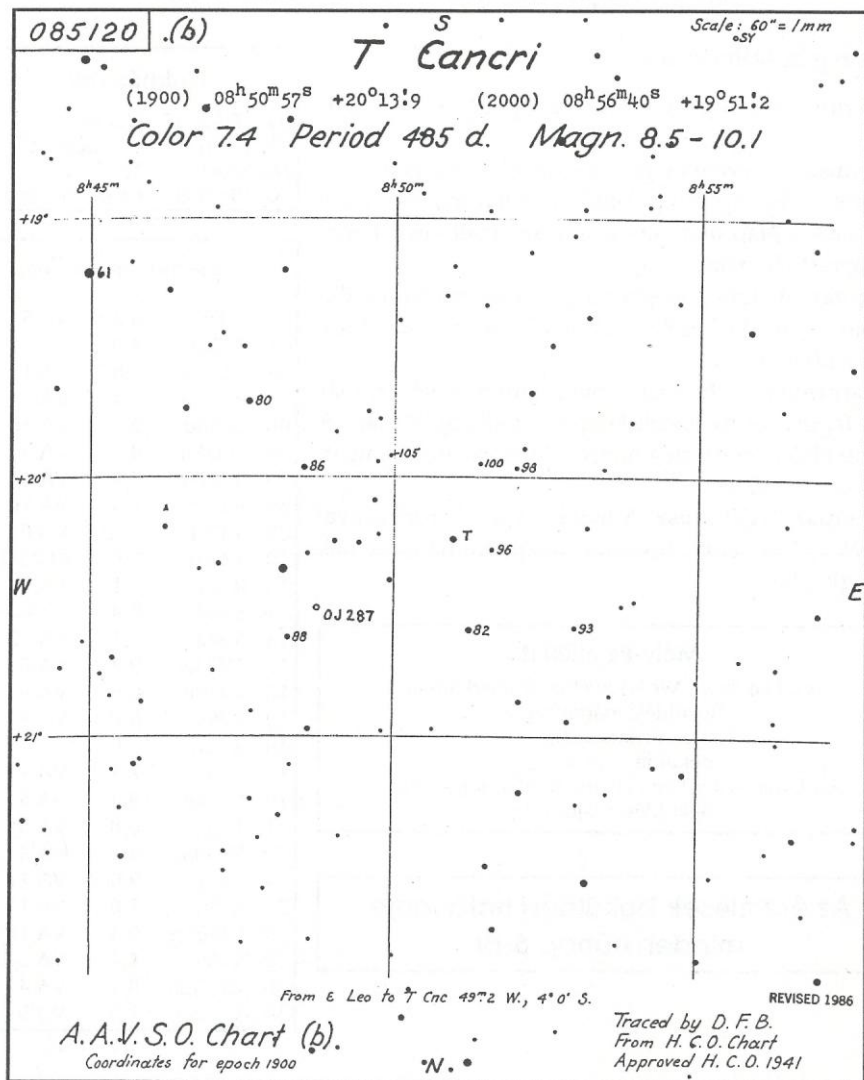 085120 (b) S Scale: 60" = 1mm
SY
T Cancri
(1900) 08h50m57s +20°13!9 (2000) 08h56m40s +19°51!2
Color 7.4 Period 485 d. Magn. 8.5 - 10.1
8h45m 8h50m 8h55m
+19°
61
80
86 +105 100 98
+20°
A
T
96
W E
OJ 287
88 82 93
+21°
From ε Leo to T Cnc 49m2 W., 4° 0' S.
REVISED 1986
A.A.V.S.O. Chart (b).
Coordinates for epoch 1900
N
Traced by D. F. B.
From H. C. O. Chart
Approved H. C. O. 1941